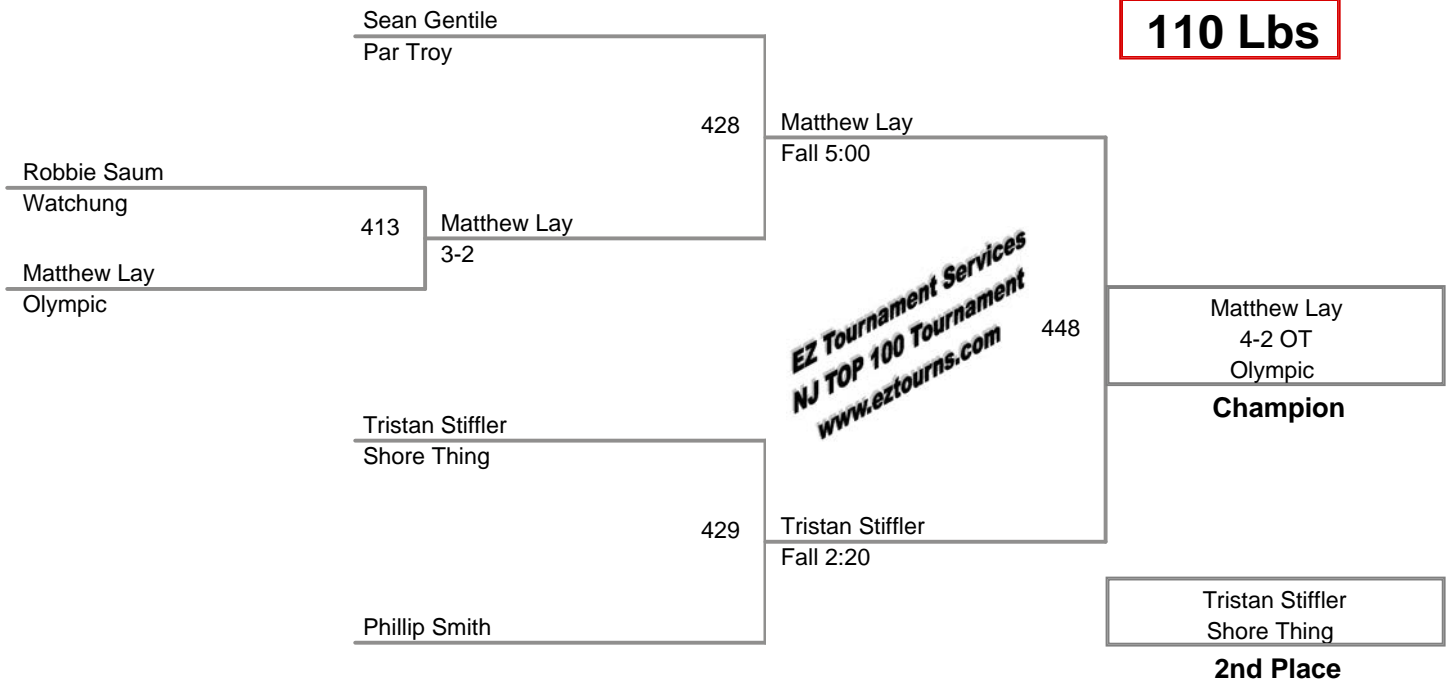 110 Lbs
Sean Gentile
Par Troy
428
Matthew Lay
Fall 5:00
Robbie Saum
Watchung
413
Matthew Lay
3-2
Matthew Lay
Olympic
EZ Tournament Services
NJ TOP 100 Tournament
www.eztourns.com
448
Matthew Lay
4-2 OT
Olympic
Champion
Tristan Stiffler
Shore Thing
429
Tristan Stiffler
Fall 2:20
Phillip Smith
Tristan Stiffler
Shore Thing
2nd Place